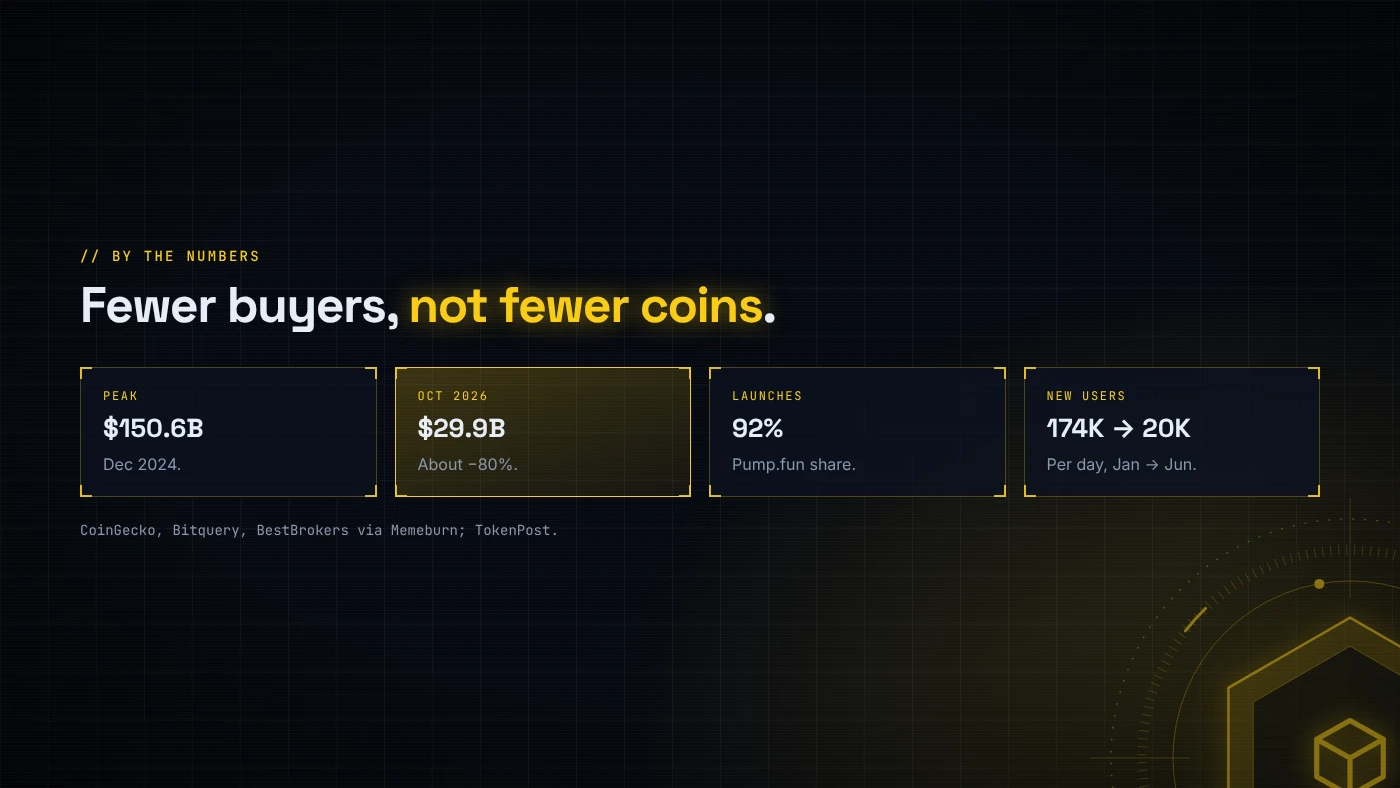 // BY THE NUMBERS
Fewer buyers, not fewer coins.
PEAK
$150.6B
Dec 2024.
OCT 2026
$29.9B
About −80%.
LAUNCHES
92%
Pump.fun share.
NEW USERS
174K → 20K
Per day, Jan → Jun.
CoinGecko, Bitquery, BestBrokers via Memeburn; TokenPost.